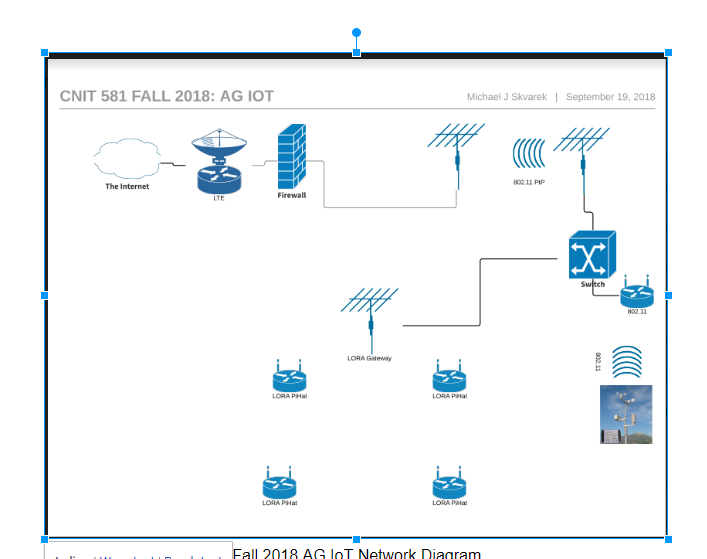 CNIT 581 FALL 2018: AG IOT
Michael J Skvarek | September 19, 2018
The Internet
LTE
Firewall
802.11 PtP
Switch
802.11
LORA Gateway
802.11
LORA PiHat
LORA PiHat
LORA PiHat
LORA PiHat
Fall 2018 AG IoT Network Diagram